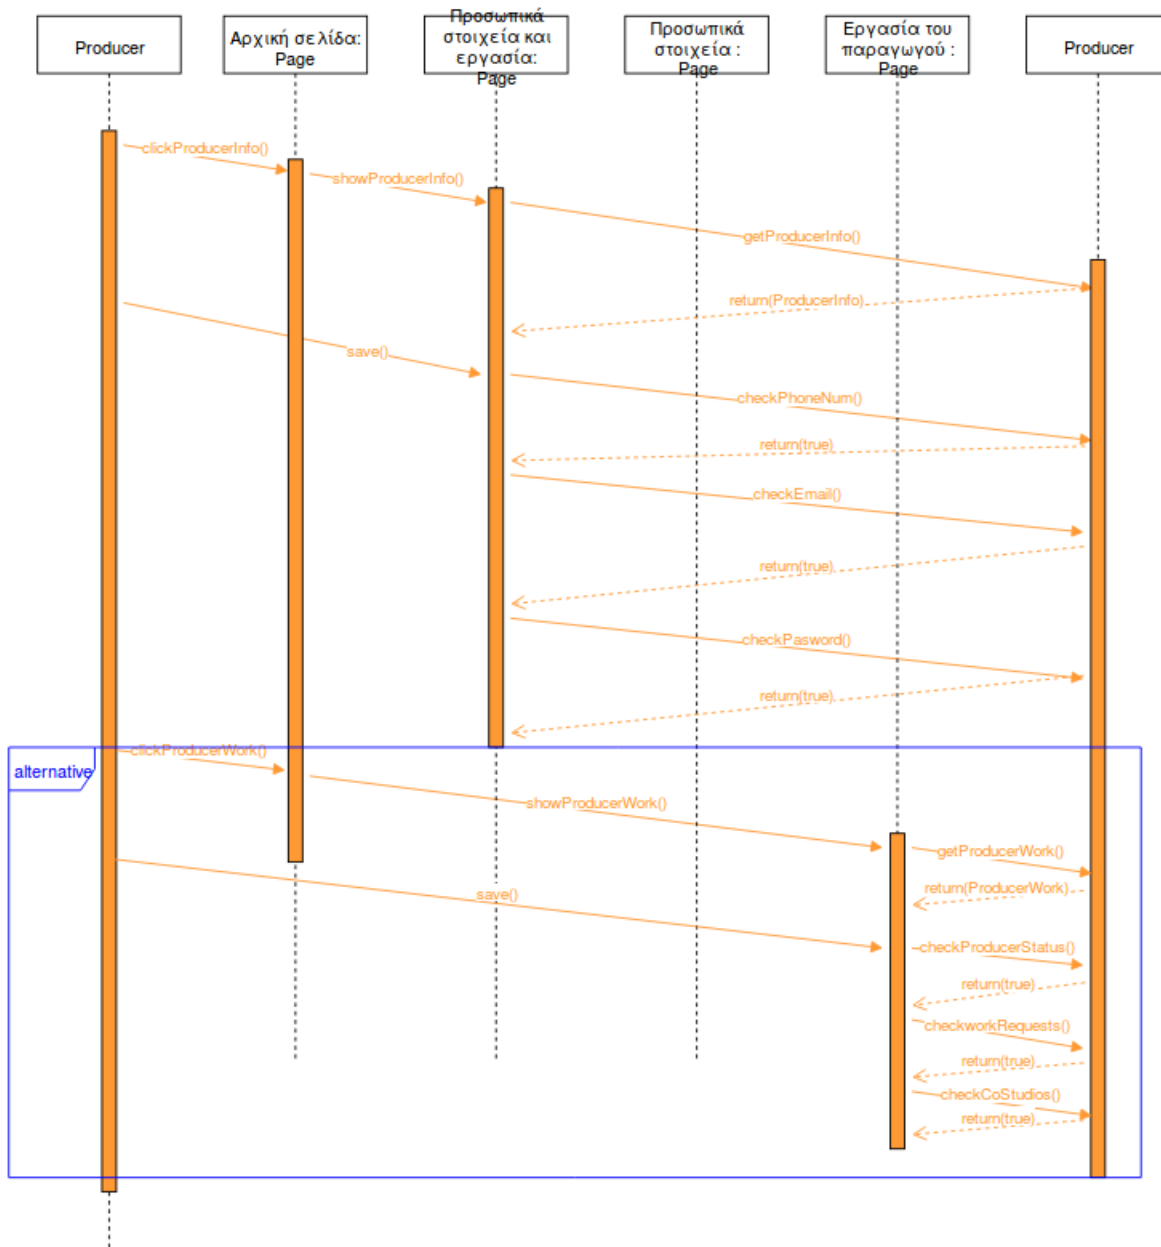 Producer
Αρχική σελίδα:
Page
Προσωπικά
στοιχεία και
εργασία:
Page
Προσωπικά
στοιχεία :
Page
Εργασία του
παραγωγού :
Page
Producer
clickProducerInfo()
showProducerInfo()
getProducerInfo()
return(ProducerInfo)
save()
checkPhoneNum()
return(true)
checkEmail()
return(true)
checkPasword()
return(true)
clickProducerWork()
alternative
showProducerWork()
getProducerWork()
return(ProducerWork)
save()
checkProducerStatus()
return(true)
checkworkRequests()
return(true)
checkCoStudios()
return(true)